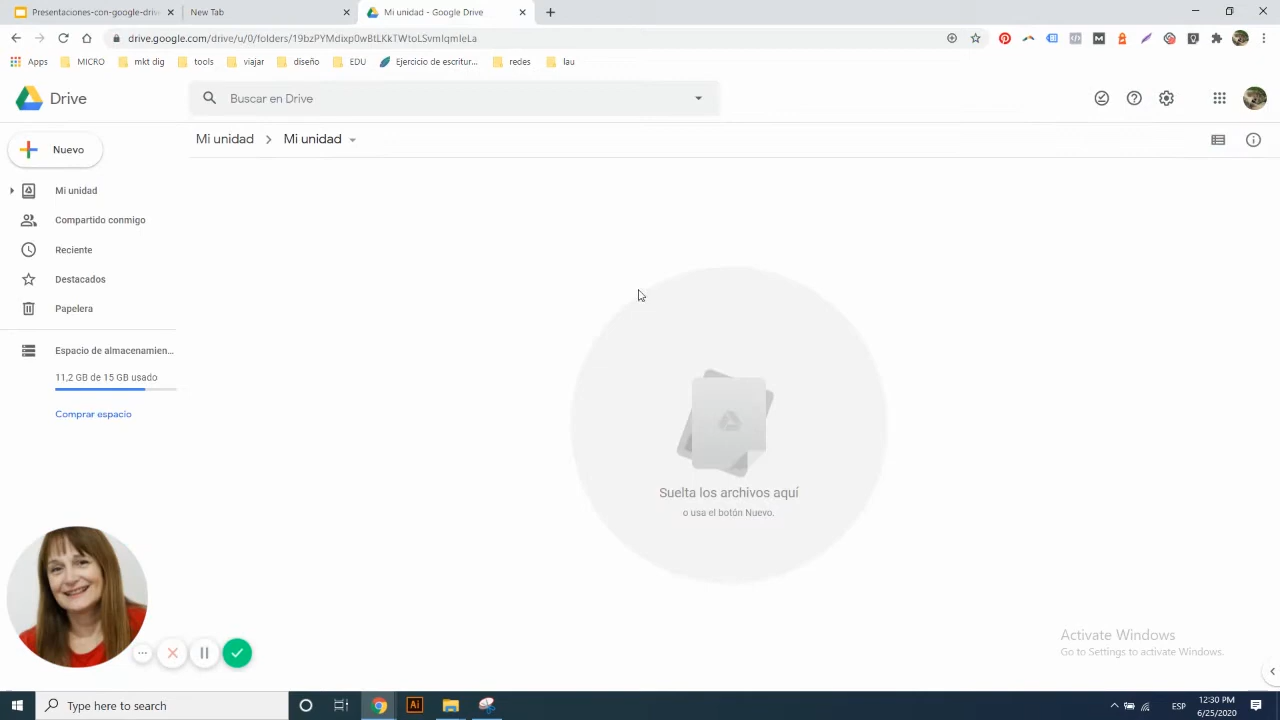 Presentaciones-con-google-drive-
New Tab
Mi unidad - Google Drive
drive.google.com/drive/u/0/folders/19bzPYMdixp0wBtLKkTWtoLSvmIqmIeLa
Apps
MICRO
mkt dig
tools
viajar
diseño
EDU
Ejercicio de escritur...
redes
lau
Drive
Buscar en Drive
Nuevo
Mi unidad
Mi unidad
Mi unidad
Compartido conmigo
Reciente
Destacados
Papelera
Espacio de almacenamien...
11,2 GB de 15 GB usado
Comprar espacio
Suelta los archivos aquí
o usa el botón Nuevo.
Activate Windows
Go to Settings to activate Windows.
Type here to search
Ai
ESP
12:30 PM
6/25/2020